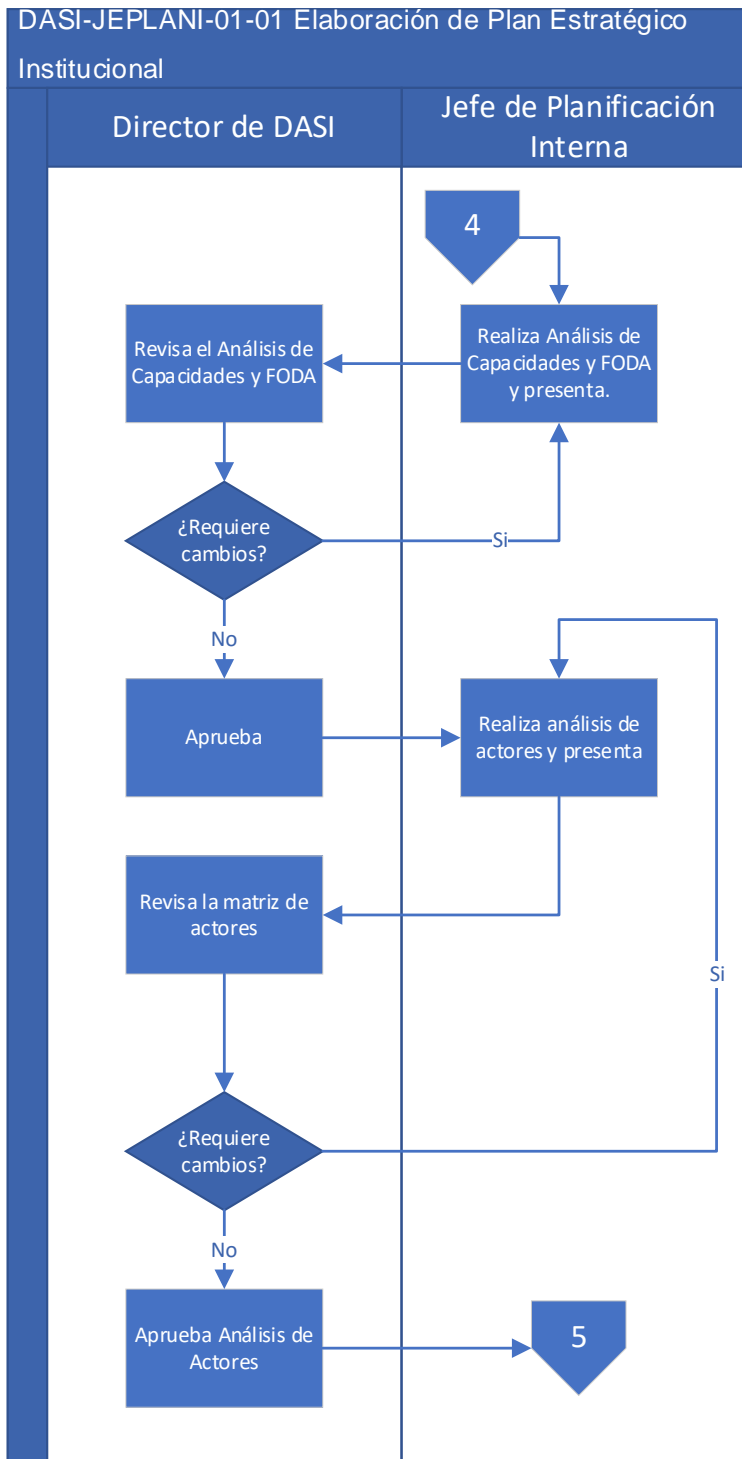 DASI-JEPLANI-01-01 Elaboración de Plan Estratégico
Institucional
Director de DASI
Jefe de Planificación
Interna
4
Revisa el Análisis de
Capacidades y FODA
Realiza Análisis de
Capacidades y FODA
y presenta.
¿Requiere
cambios?
Si
No
Aprueba
Realiza análisis de
actores y presenta
Revisa la matriz de
actores
Si
¿Requiere
cambios?
No
Aprueba Análisis de
Actores
5